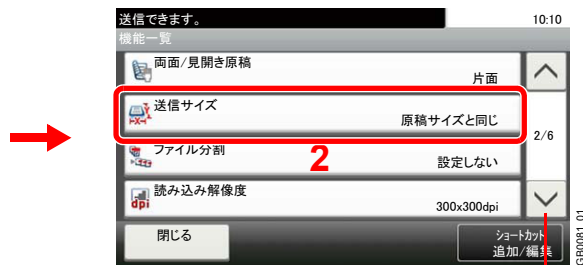 送信できます。 10:10
機能一覧
両面/見開き原稿
片面
送信サイズ
原稿サイズと同じ
2/6
ファイル分割
2
設定しない
読み込み解像度
dpi
300x300dpi
閉じる
ショートカット
追加/編集
GB0081_01